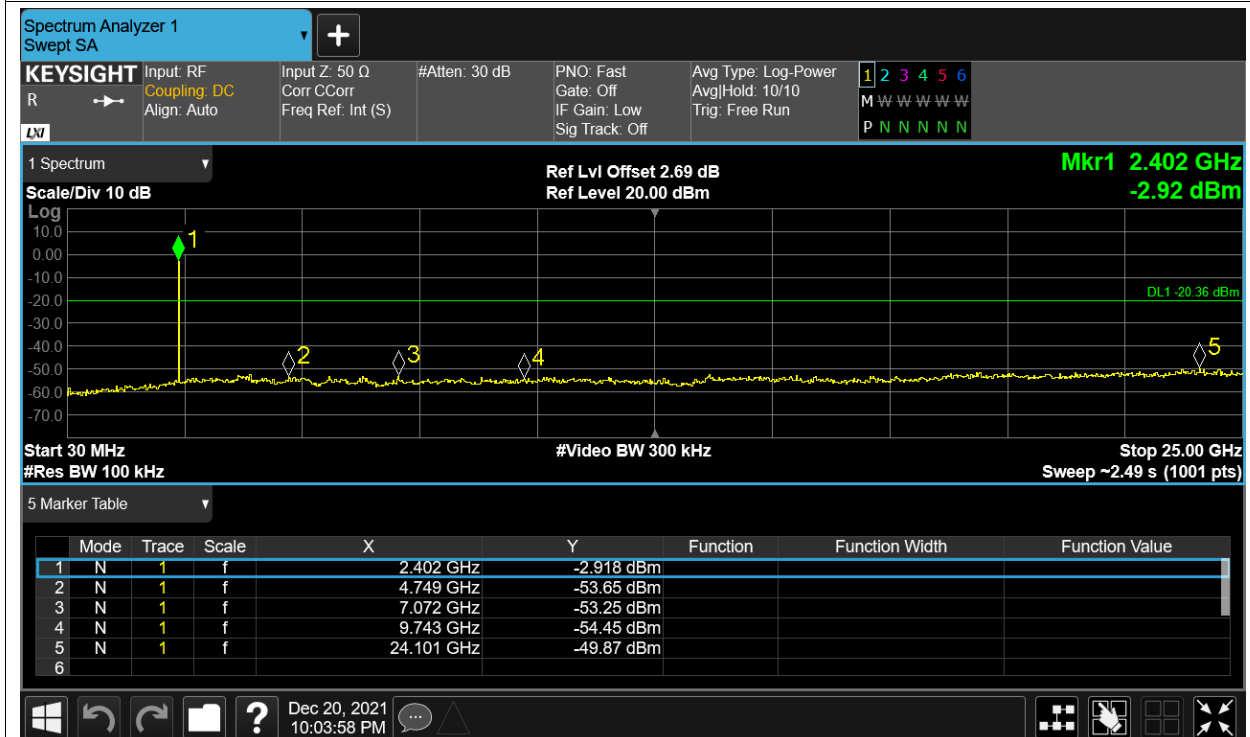 Spectrum Analyzer 1
Swept SA
KEYSIGHT Input: RF Input Z: 50 Ω #Atten: 30 dB PNO: Fast Avg Type: Log-Power 1 2 3 4 5 6
R Coupling: DC Corr CCorr Gate: Off Avg|Hold: 10/10 M W W W W W W
Align: Auto Freq Ref: Int (S) IF Gain: Low Trig: Free Run
LXI Sig Track: Off P N N N N N N
1 Spectrum Ref Lvl Offset 2.69 dB Mkr1 2.402 GHz
Scale/Div 10 dB Ref Level 20.00 dBm -2.92 dBm
Log
10.0 1
0.00
-10.0
-20.0 DL1 -20.36 dBm
-30.0
-40.0 2 3 4 5
-50.0
-60.0
-70.0
Start 30 MHz #Video BW 300 kHz Stop 25.00 GHz
#Res BW 100 kHz Sweep ~2.49 s (1001 pts)
5 Marker Table
Mode Trace Scale X Y Function Function Width Function Value
1 N 1 f 2.402 GHz -2.918 dBm
2 N 1 f 4.749 GHz -53.65 dBm
3 N 1 f 7.072 GHz -53.25 dBm
4 N 1 f 9.743 GHz -54.45 dBm
5 N 1 f 24.101 GHz -49.87 dBm
6
? Dec 20, 2021
10:03:58 PM